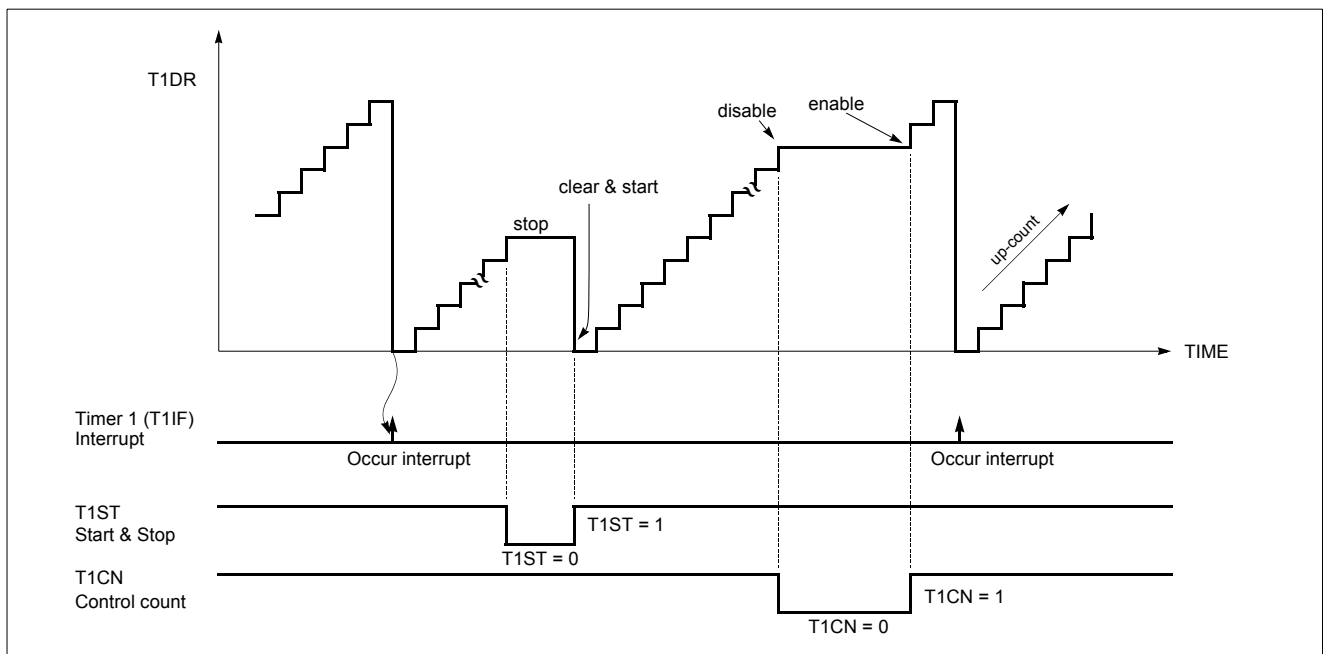 T1DR
disable
enable
clear & start
stop
up-count
TIME
Timer 1 (T1IF)
Interrupt
Occur interrupt
Occur interrupt
T1ST
Start & Stop
T1ST = 1
T1ST = 0
T1CN
Control count
T1CN = 1
T1CN = 0